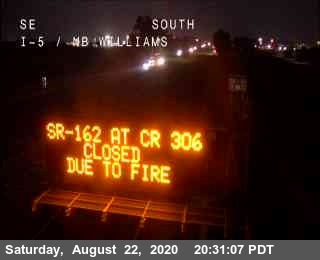 SE SOUTH
I-5 / NB WILLIAMS
SR-162 AT CR 306
CLOSED
DUE TO FIRE
Saturday, August 22, 2020 20:31:07 PDT